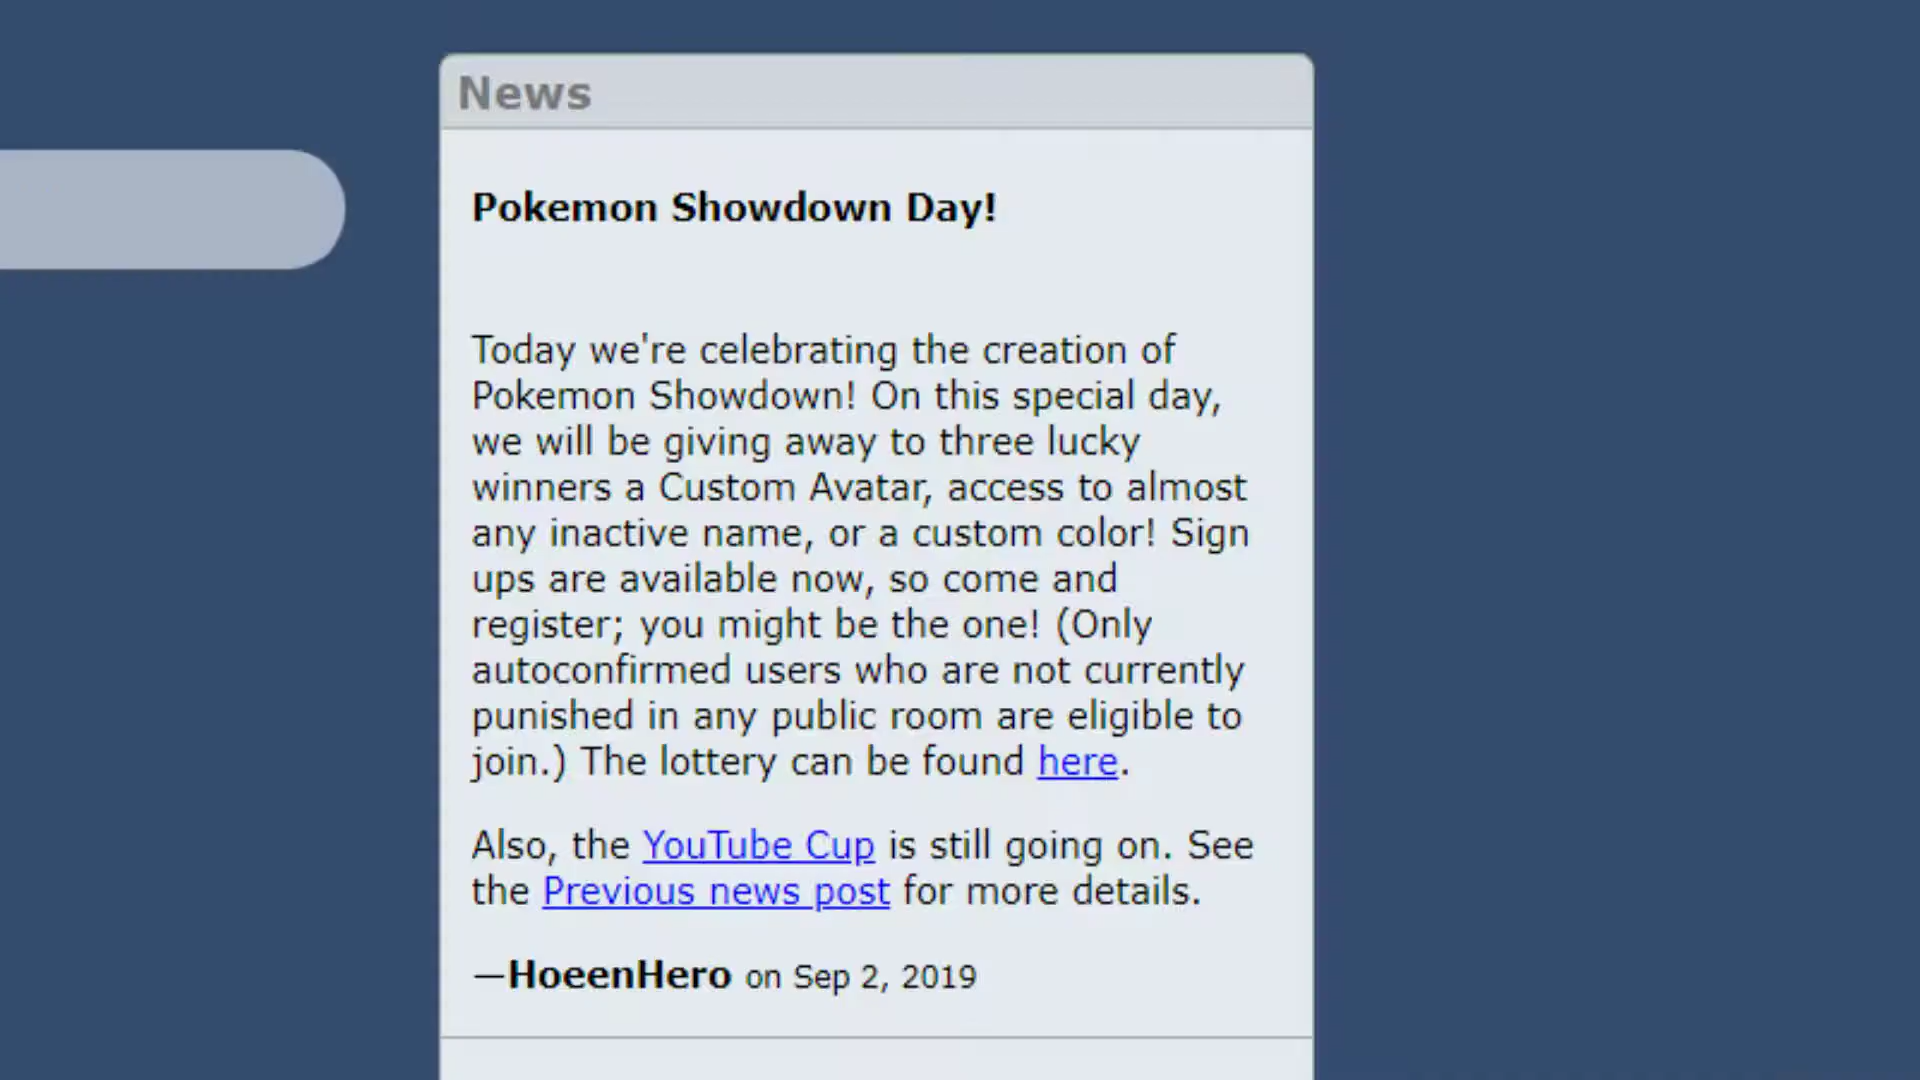 News
Pokemon Showdown Day!
Today we're celebrating the creation of
Pokemon Showdown! On this special day,
we will be giving away to three lucky
winners a Custom Avatar, access to almost
any inactive name, or a custom color! Sign
ups are available now, so come and
register; you might be the one! (Only
autoconfirmed users who are not currently
punished in any public room are eligible to
join.) The lottery can be found here.
Also, the YouTube Cup is still going on. See
the Previous news post for more details.
—HoeenHero on Sep 2, 2019